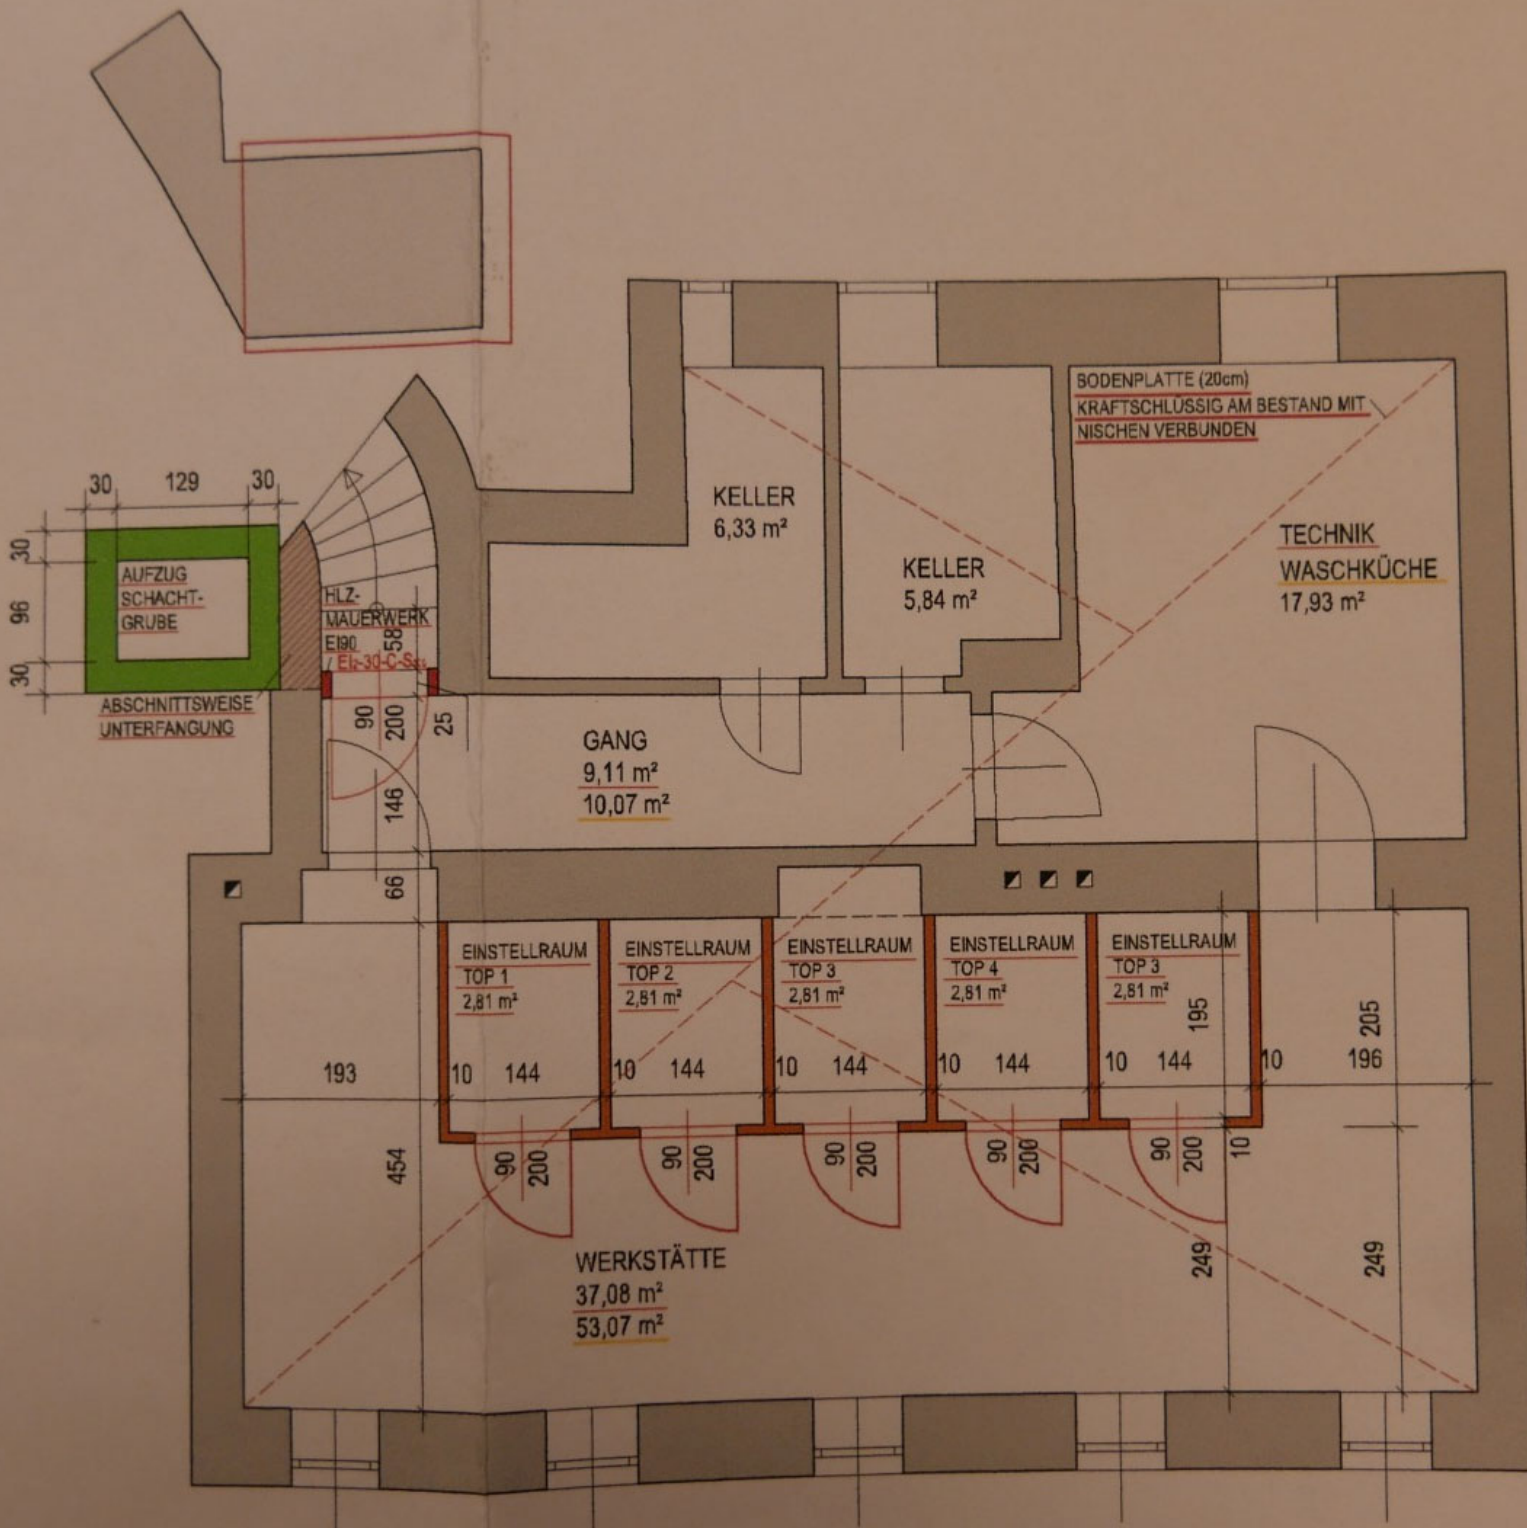 BODENPLATTE (20cm)
KRAFTSCHLÜSSIG AM BESTAND MIT
NISCHEN VERBUNDEN
30
129
30
30
96
30
AUFZUG
SCHACHT-
GRUBE
HLZ-
MAUERWERK
EI90
58
ABSCHNITTSWEISE
UNTERFANGUNG
KELLER
6,33 m²
KELLER
5,84 m²
TECHNIK
WASCHKÜCHE
17,93 m²
90
200
25
146
66
GANG
9,11 m²
10,07 m²
EINSTELLRAUM
TOP 1
2,81 m²
EINSTELLRAUM
TOP 2
2,81 m²
EINSTELLRAUM
TOP 3
2,81 m²
EINSTELLRAUM
TOP 4
2,81 m²
EINSTELLRAUM
TOP 3
2,81 m²
195
205
193
10
144
10
144
10
144
10
144
10
144
10
196
454
90
200
90
200
90
200
90
200
90
200
10
249
249
WERKSTÄTTE
37,08 m²
53,07 m²